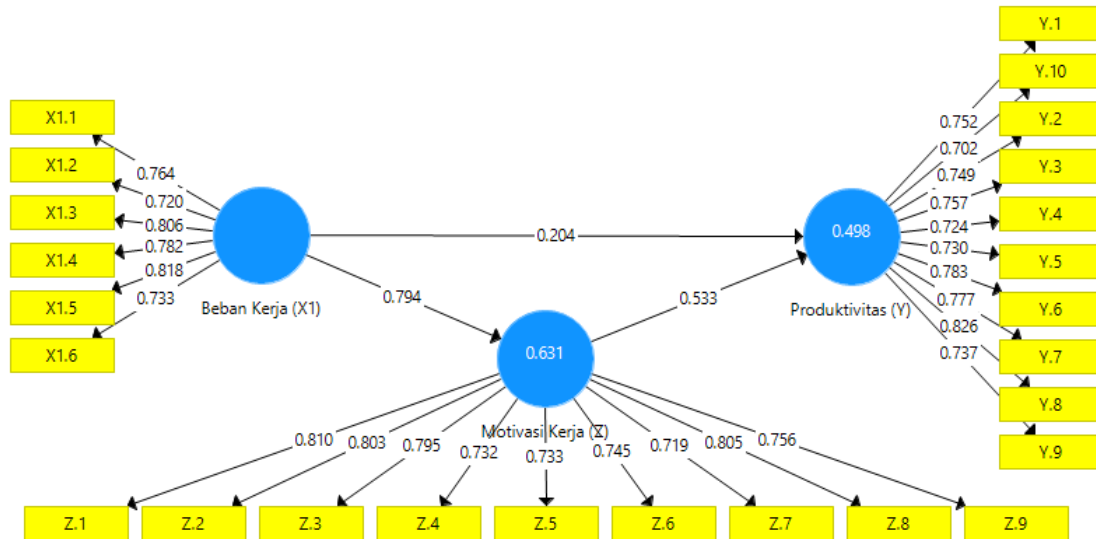 X1.1
X1.2
X1.3
X1.4
X1.5
X1.6
0.764
0.720
0.806
0.782
0.818
0.733
Beban Kerja (X1)
0.204
0.794
0.533
0.631
Motivasi Kerja (Z)
0.498
Produktivitas (Y)
0.752
0.702
0.749
0.757
0.724
0.730
0.783
0.777
0.826
0.737
Y.1
Y.10
Y.2
Y.3
Y.4
Y.5
Y.6
Y.7
Y.8
Y.9
0.810
0.803
0.795
0.732
0.733
0.745
0.719
0.805
0.756
Z.1
Z.2
Z.3
Z.4
Z.5
Z.6
Z.7
Z.8
Z.9